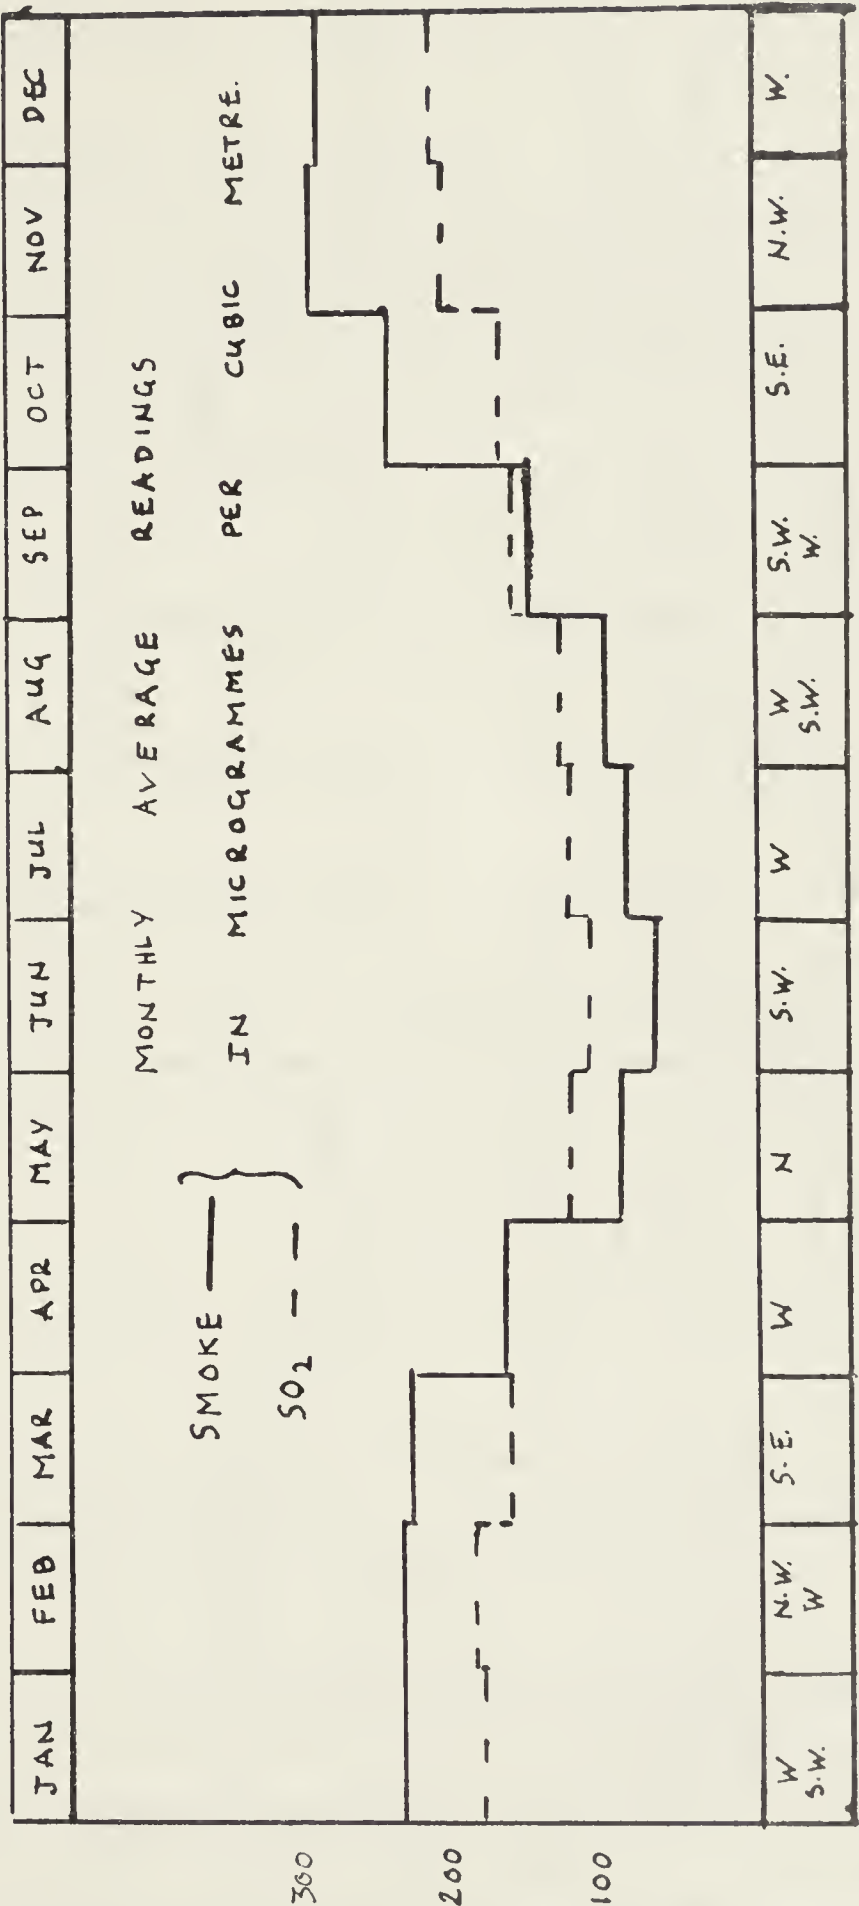 JAN FEB MAR APR MAY JUN JUL AUG SEP OCT NOV DEC
MONTHLY AVERAGE READINGS
SMOKE
IN MICROGRAMMES PER CUBIC METRE.
SO2
300
200
100
W N.W. S.E. W N S.W. W W S.W. S.E. N.W. W.
S.W. W S.W. W.